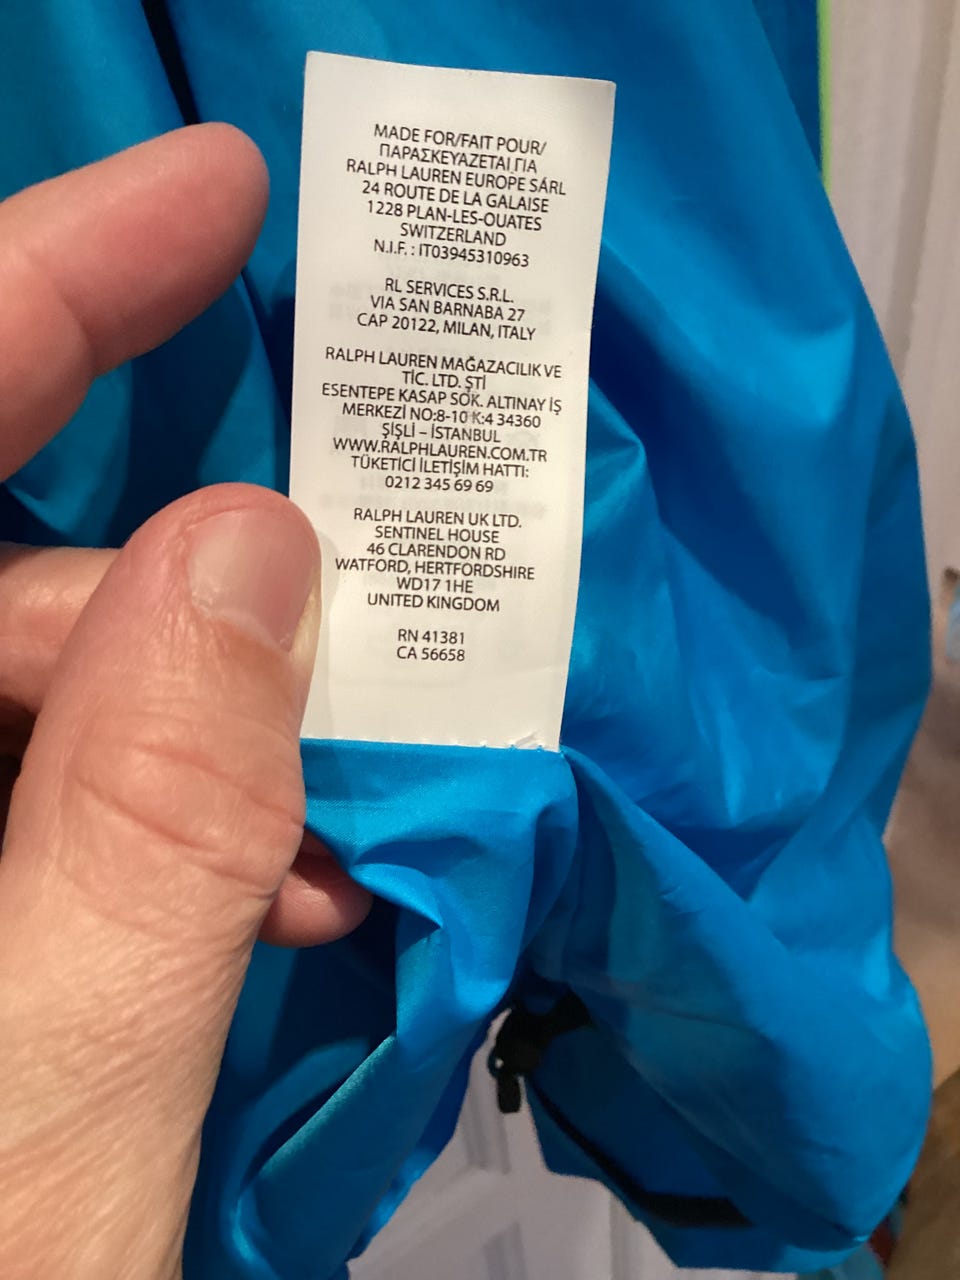 MADE FOR/FAIT POUR/
ΠΑΡΑΣΚΕΥΑΖΕΤΑΙ ΓΙΑ
RALPH LAUREN EUROPE SÁRL
24 ROUTE DE LA GALAISE
1228 PLAN-LES-OUATES
SWITZERLAND
N.I.F. : IT03945310963
RL SERVICES S.R.L.
VIA SAN BARNABA 27
CAP 20122, MILAN, ITALY
RALPH LAUREN MAĞAZACILIK VE
TİC. LTD. ŞTİ
ESENTEPE KASAP SOK. ALTINAY İŞ
MERKEZİ NO:8-10 K:4 34360
ŞİŞLİ – İSTANBUL
WWW.RALPHLAUREN.COM.TR
TÜKETİCİ İLETİŞİM HATTI:
0212 345 69 69
RALPH LAUREN UK LTD.
SENTINEL HOUSE
46 CLARENDON RD
WATFORD, HERTFORDSHIRE
WD17 1HE
UNITED KINGDOM
RN 41381
CA 56658